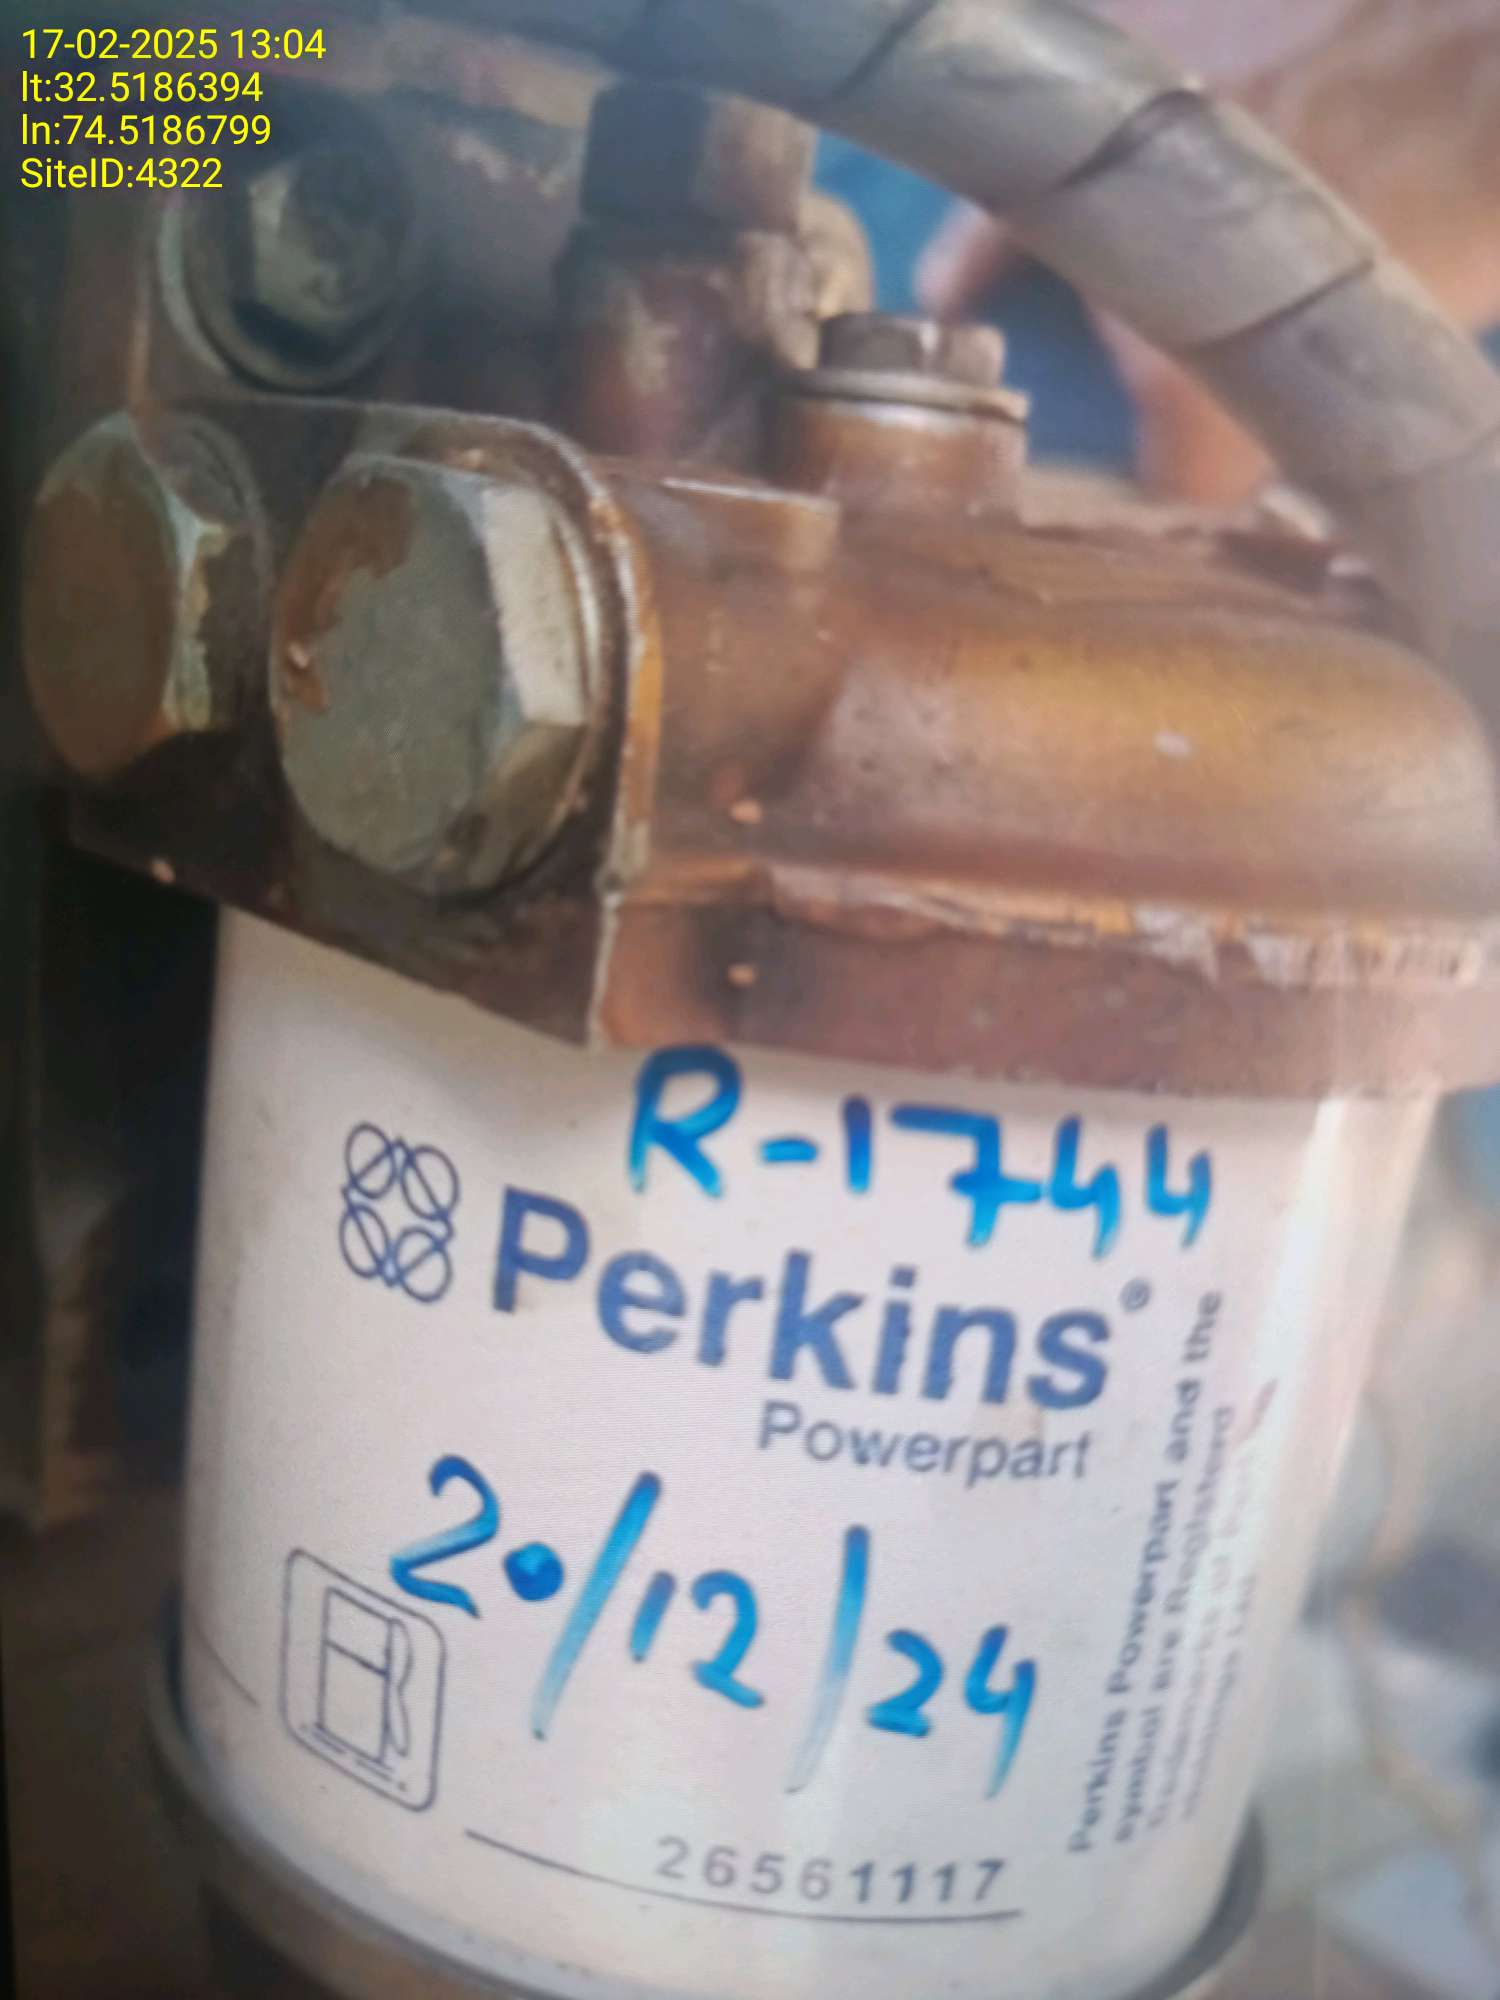 17-02-2025 13:04
lt:32.5186394
ln:74.5186799
SiteID:4322
R-1744
Perkins®
Powerpart
20/12/24
26561117
Perkins Powerpart and the
symbol are Registered